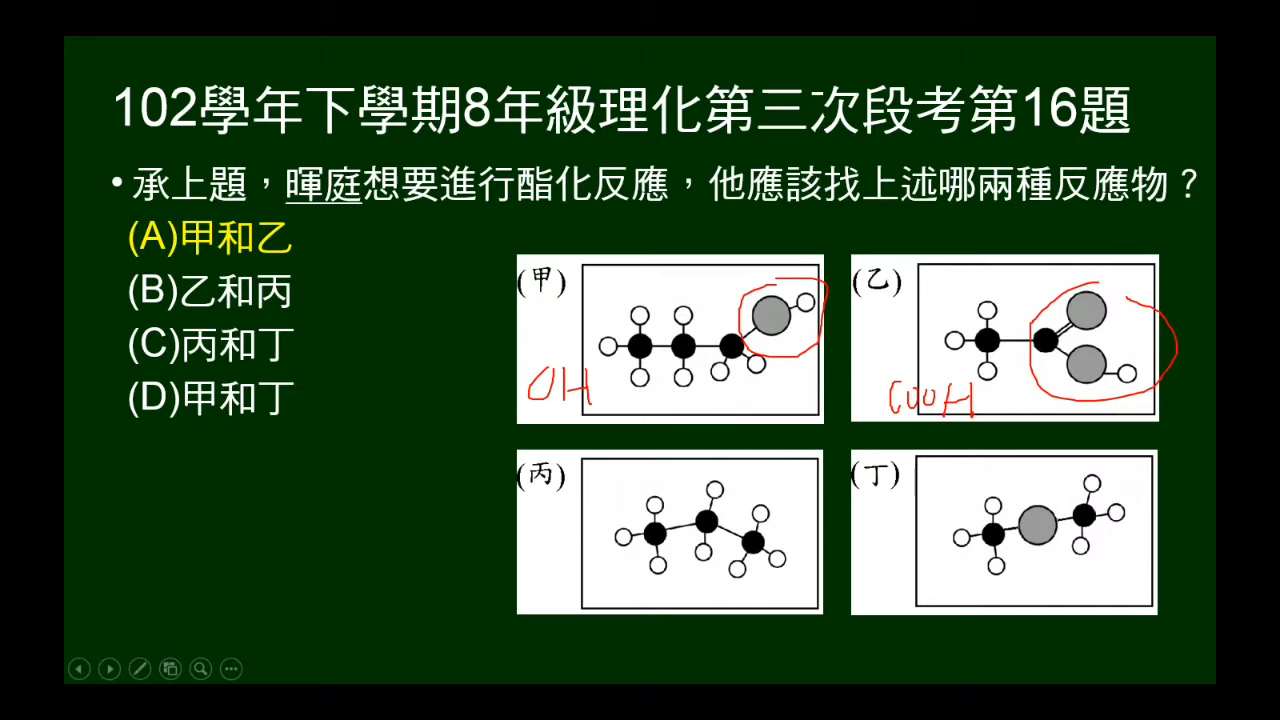 102學年下學期8年級理化第三次段考第16題
• 承上題，暉庭想要進行酯化反應，他應該找上述哪兩種反應物？
(A)甲和乙
(B)乙和丙
(C)丙和丁
(D)甲和丁
(甲)
OH
(乙)
COOH
(丙)
(丁)